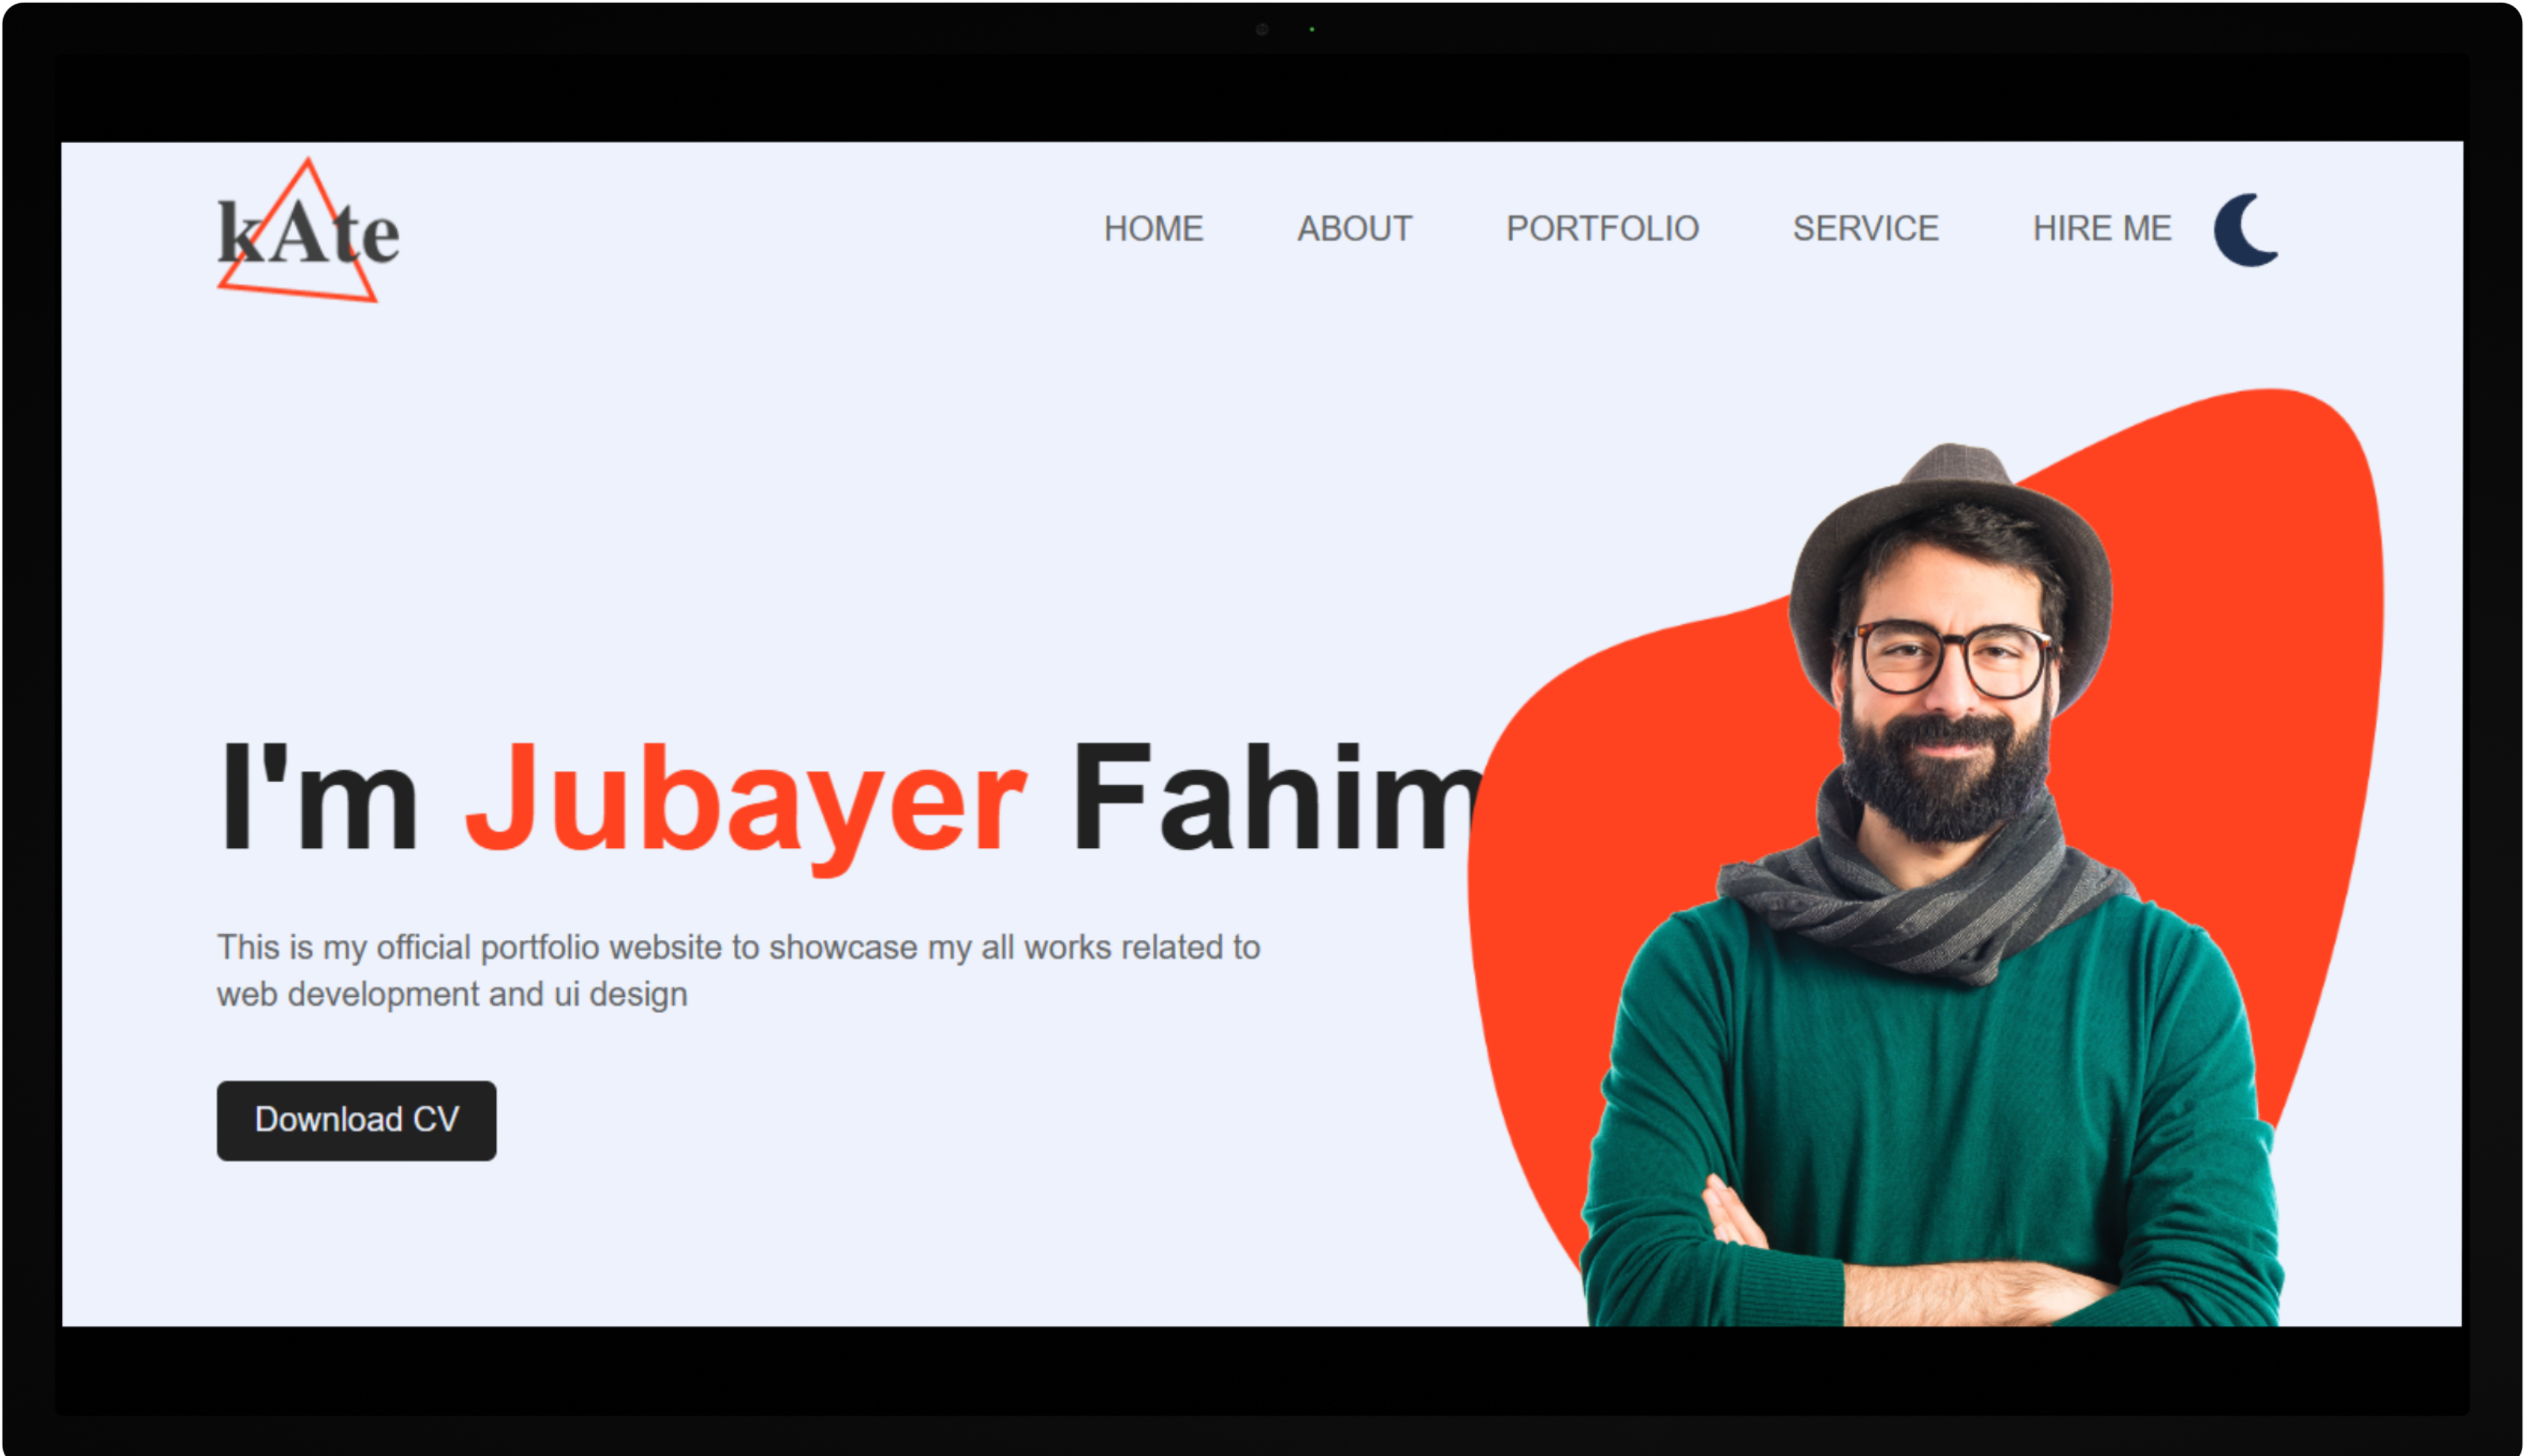 kAte
HOME ABOUT PORTFOLIO SERVICE HIRE ME
I'm Jubayer Fahim
This is my official portfolio website to showcase my all works related to
web development and ui design
Download CV